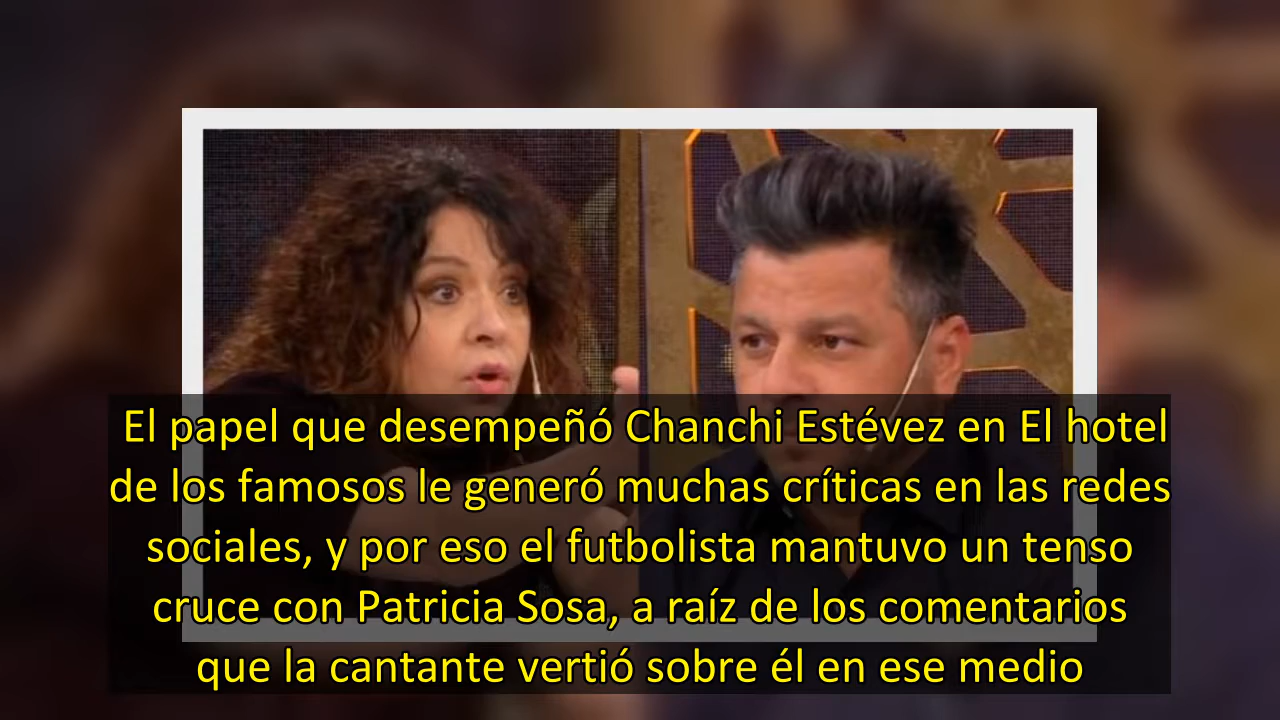 El papel que desempeñó Chanchi Estévez en El hotel
de los famosos le generó muchas críticas en las redes
sociales, y por eso el futbolista mantuvo un tenso
cruce con Patricia Sosa, a raíz de los comentarios
que la cantante vertió sobre él en ese medio